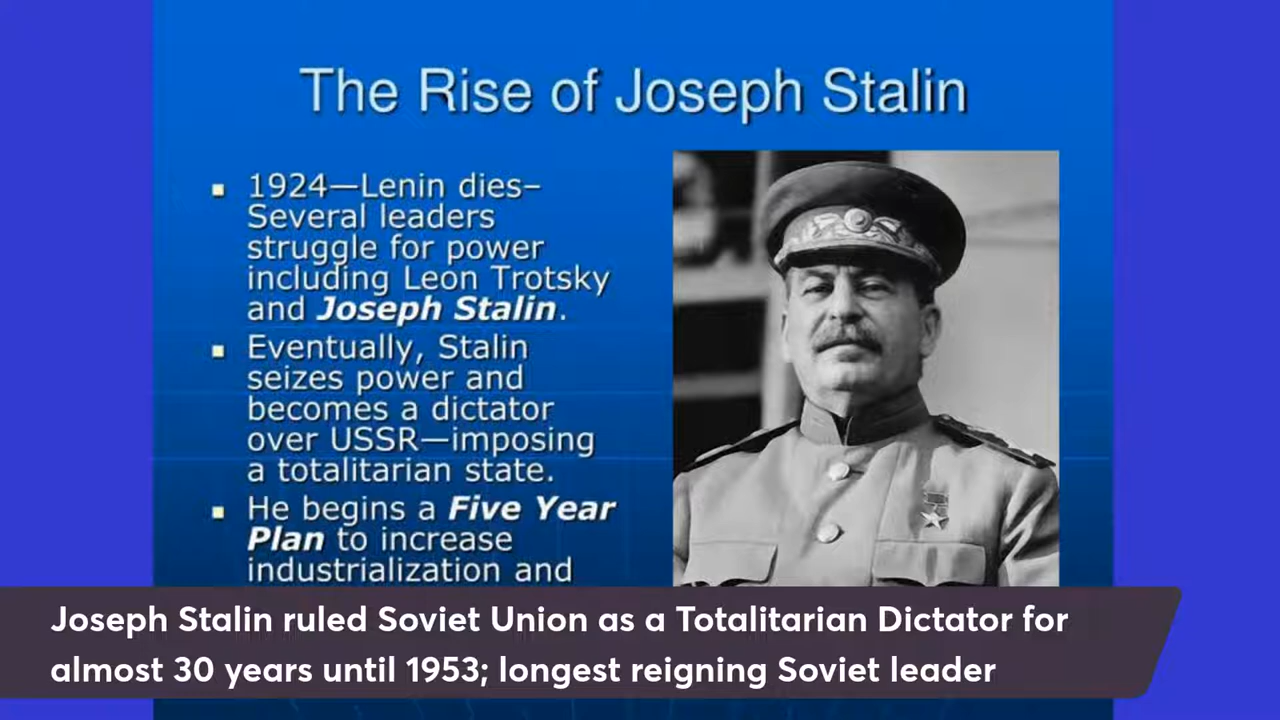 The Rise of Joseph Stalin
1924—Lenin dies–
Several leaders
struggle for power
including Leon Trotsky
and Joseph Stalin.
Eventually, Stalin
seizes power and
becomes a dictator
over USSR—imposing
a totalitarian state.
He begins a Five Year
Plan to increase
industrialization and
Joseph Stalin ruled Soviet Union as a Totalitarian Dictator for
almost 30 years until 1953; longest reigning Soviet leader